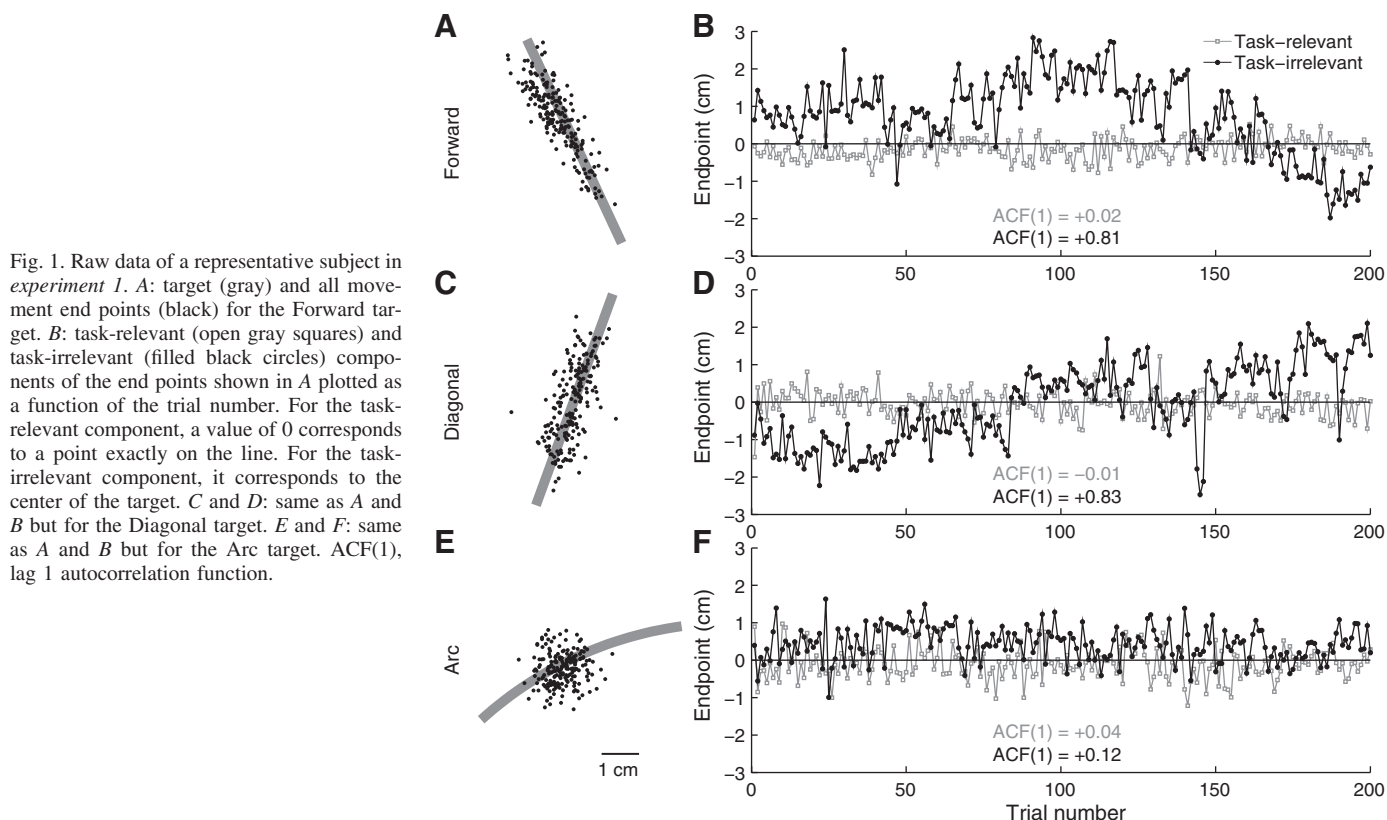 Fig. 1. Raw data of a representative subject in
experiment 1. A: target (gray) and all move-
ment end points (black) for the Forward tar-
get. B: task-relevant (open gray squares) and
task-irrelevant (filled black circles) compo-
nents of the end points shown in A plotted as
a function of the trial number. For the task-
relevant component, a value of 0 corresponds
to a point exactly on the line. For the task-
irrelevant component, it corresponds to the
center of the target. C and D: same as A and
B but for the Diagonal target. E and F: same
as A and B but for the Arc target. ACF(1),
lag 1 autocorrelation function.
A
Forward
B
Endpoint (cm)
3
2
1
0
−1
−2
−3
Task−relevant
Task−irrelevant
ACF(1) = +0.02
ACF(1) = +0.81
0 50 100 150 200
C
Diagonal
D
Endpoint (cm)
3
2
1
0
−1
−2
−3
ACF(1) = −0.01
ACF(1) = +0.83
0 50 100 150 200
E
Arc
1 cm
F
Endpoint (cm)
3
2
1
0
−1
−2
−3
ACF(1) = +0.04
ACF(1) = +0.12
0 50 100 150 200
Trial number